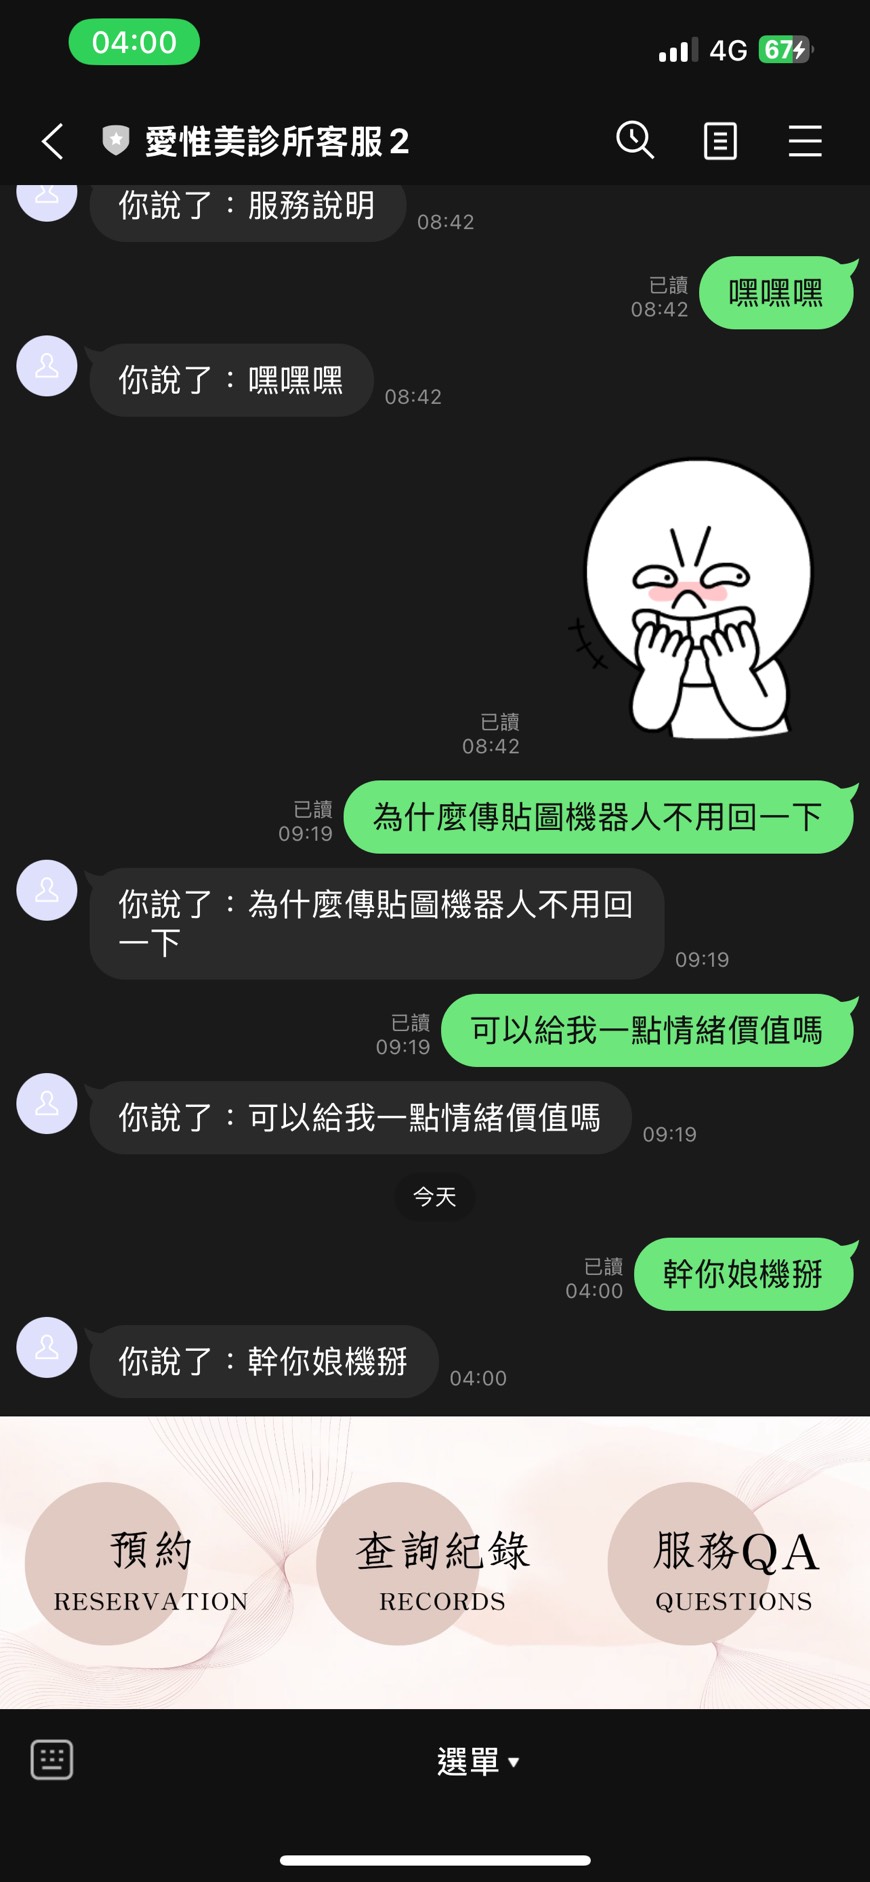 04:00
4G 67
愛惟美診所客服2
你說了：服務說明
08:42
嘿嘿嘿
已讀
08:42
你說了：嘿嘿嘿
08:42
已讀
08:42
為什麼傳貼圖機器人不用回一下
已讀
09:19
你說了：為什麼傳貼圖機器人不用回
一下
09:19
可以給我一點情緒價值嗎
已讀
09:19
你說了：可以給我一點情緒價值嗎
09:19
今天
幹你娘機掰
已讀
04:00
你說了：幹你娘機掰
04:00
預約
RESERVATION
查詢紀錄
RECORDS
服務QA
QUESTIONS
選單